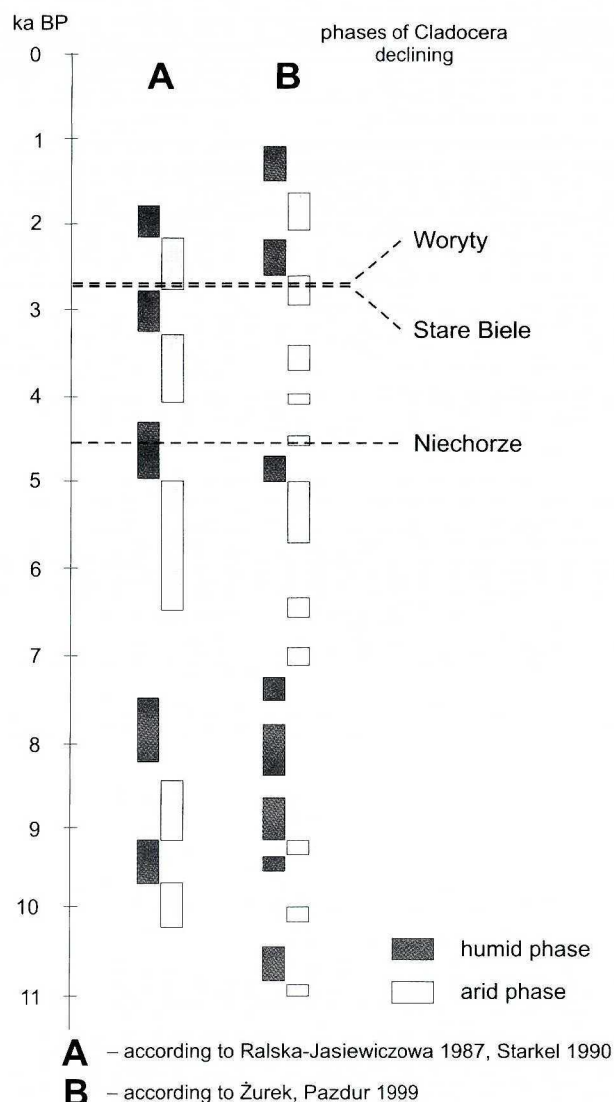 ka BP
phases of Cladocera
declining
A
B
0
1
2
3
4
5
6
7
8
9
10
11
Woryty
Stare Biele
Niechorze
humid phase
arid phase
A – according to Ralska-Jasiewiczowa 1987, Starkel 1990
B – according to Żurek, Pazdur 1999